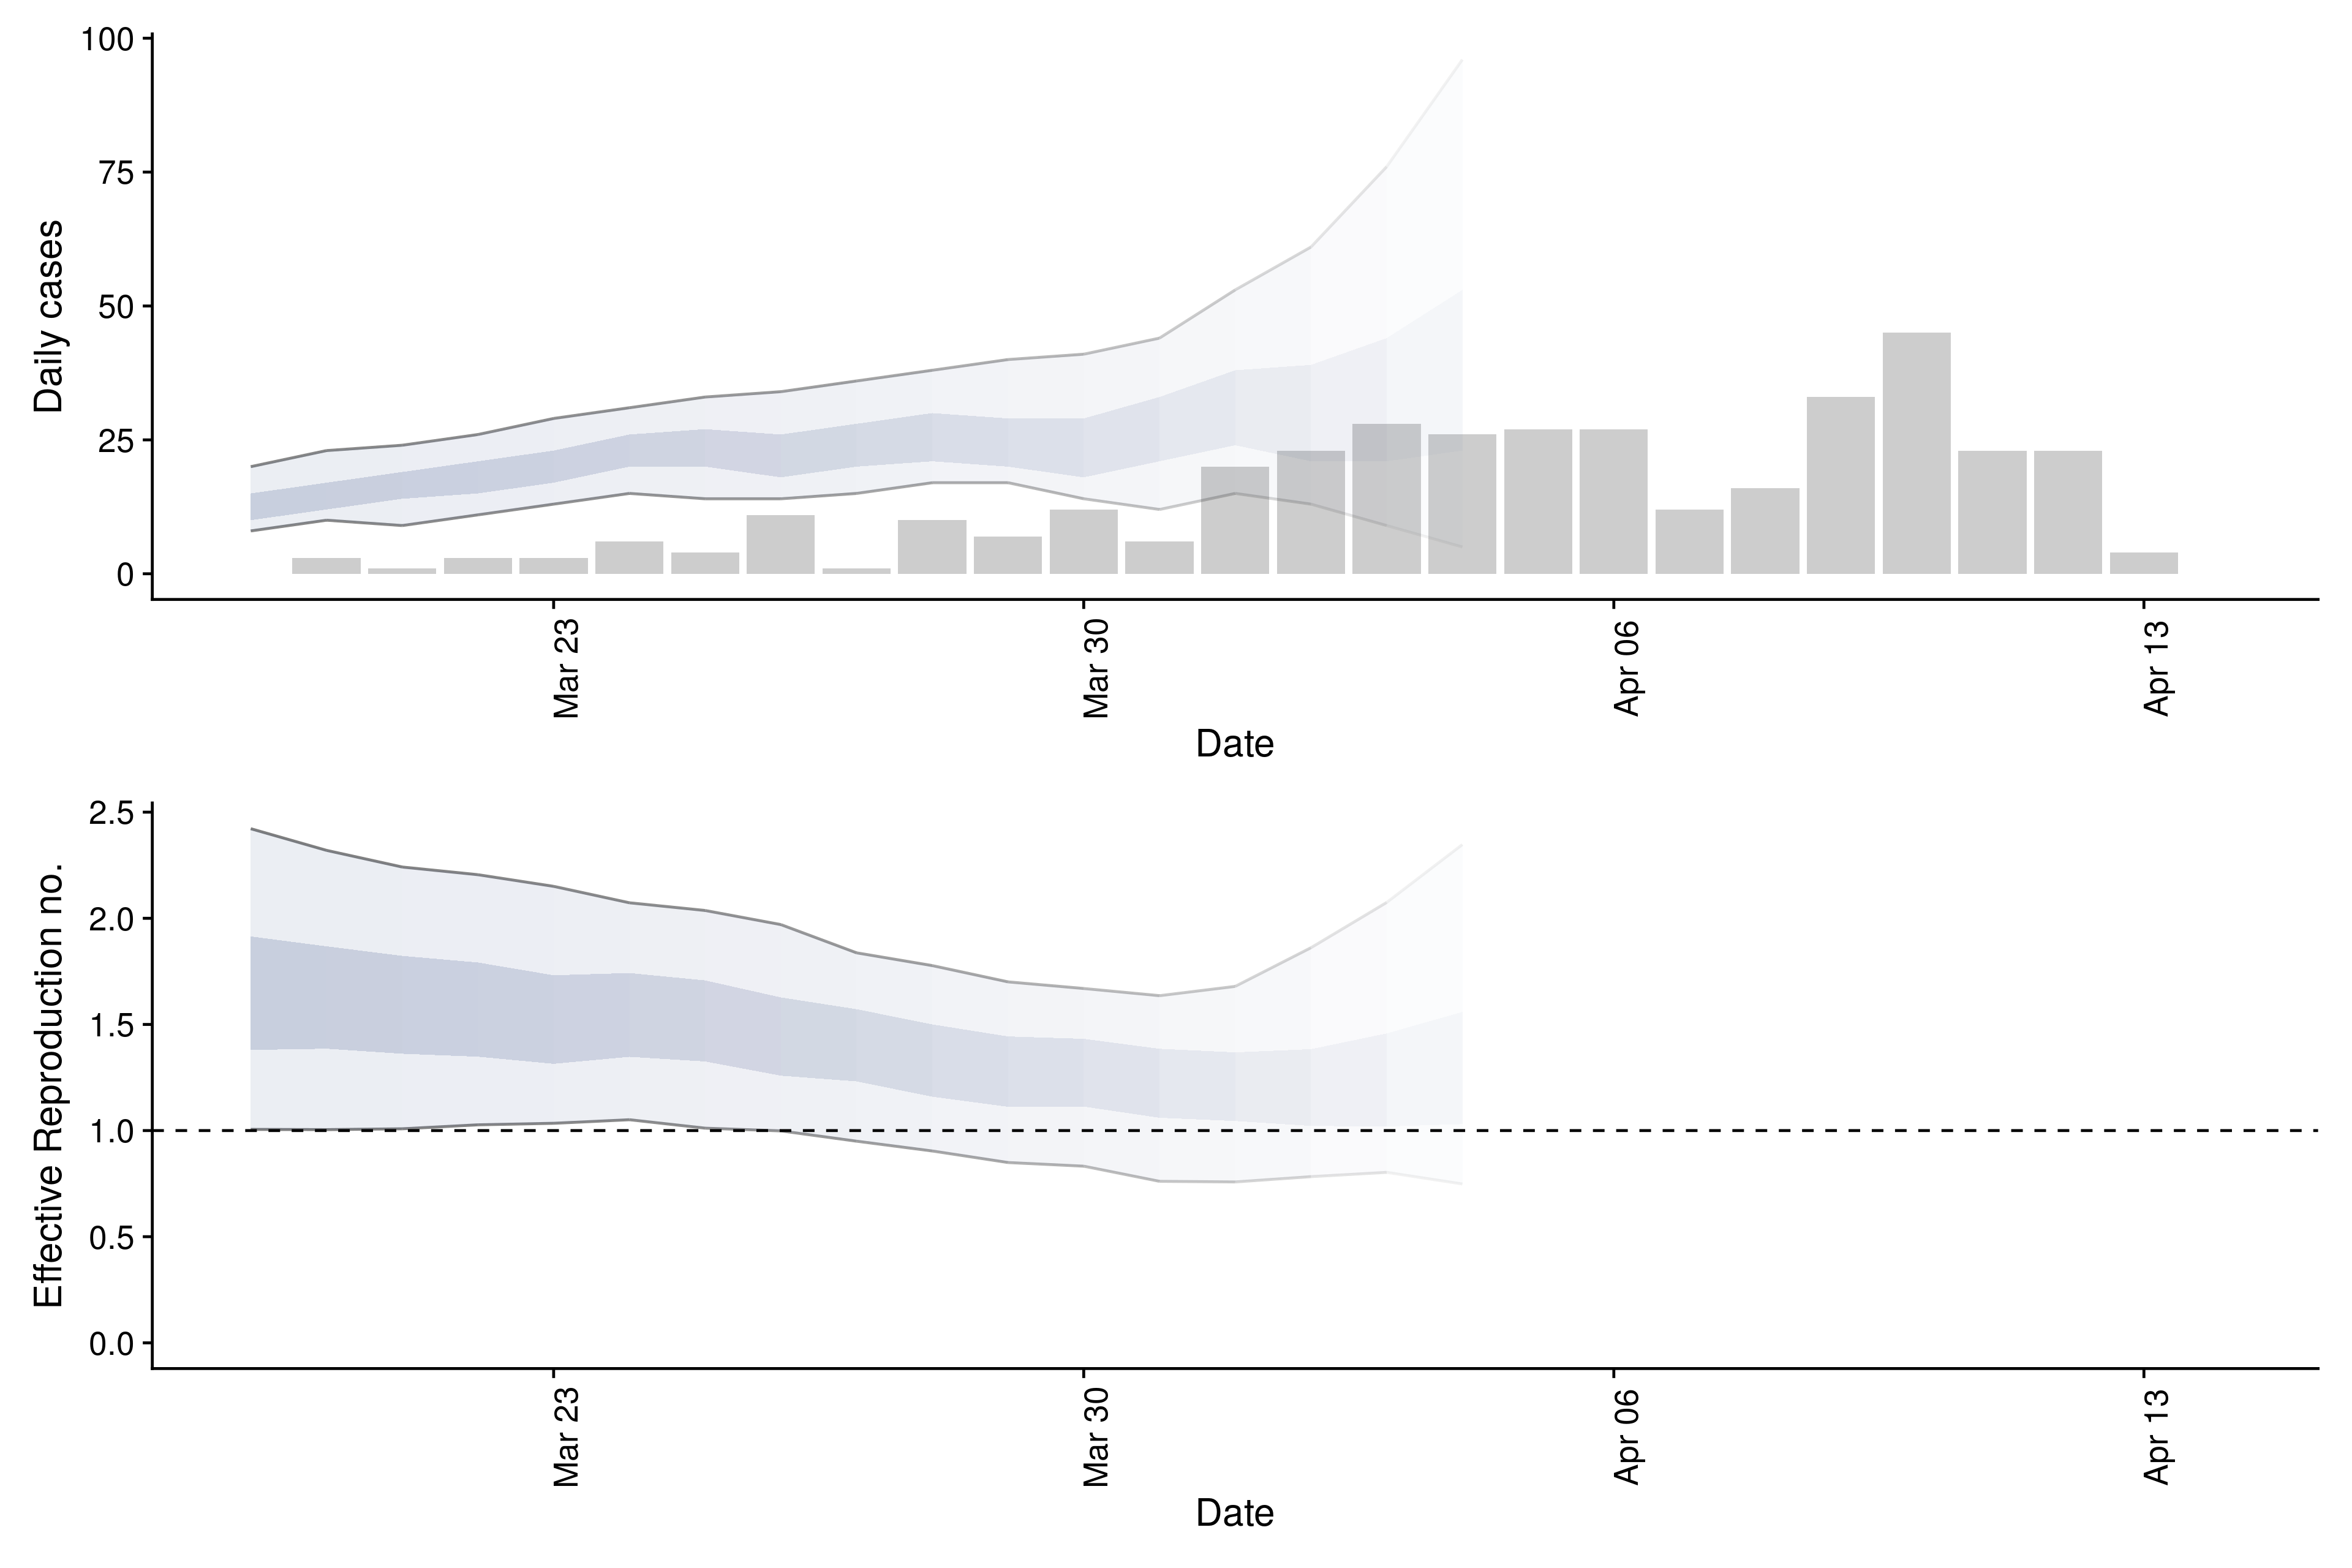 Daily cases
100
75
50
25
0
Mar 23
Mar 30
Apr 06
Apr 13
Date
Effective Reproduction no.
2.5
2.0
1.5
1.0
0.5
0.0
Mar 23
Mar 30
Apr 06
Apr 13
Date